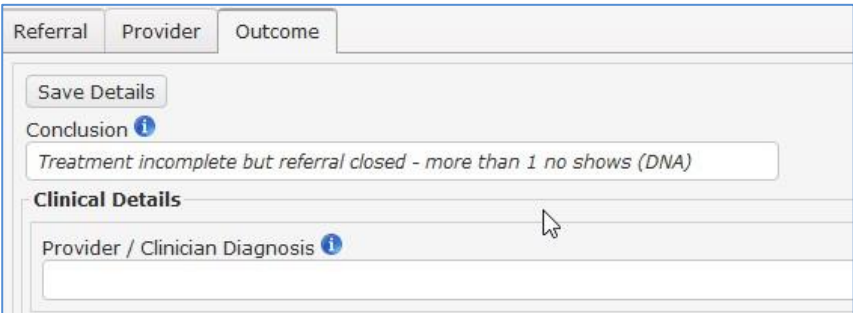 Referral Provider Outcome
Save Details
Conclusion
Treatment incomplete but referral closed - more than 1 no shows (DNA)
Clinical Details
Provider / Clinician Diagnosis